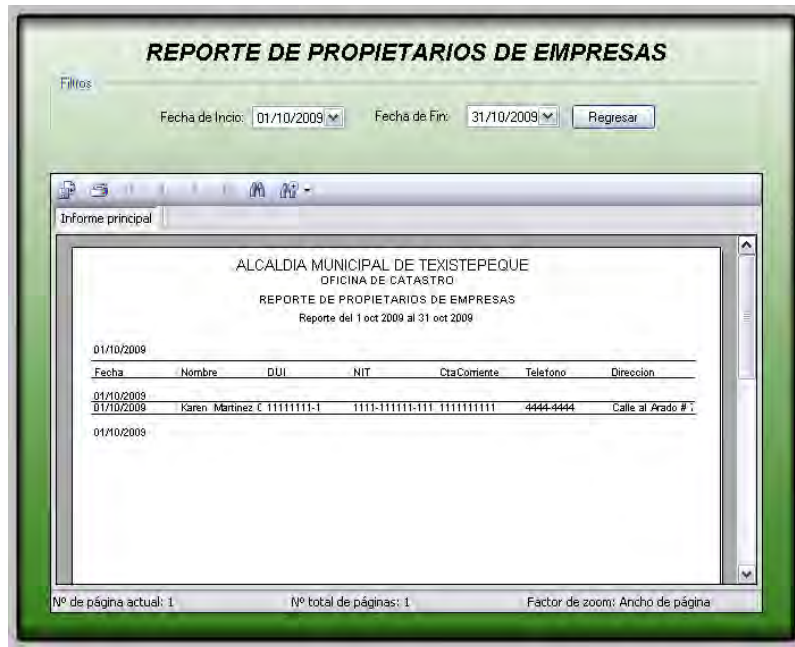 REPORTE DE PROPIETARIOS DE EMPRESAS
Filtros
Fecha de Incio: 01/10/2009 Fecha de Fin: 31/10/2009 Regresar
Informe principal
ALCALDIA MUNICIPAL DE TEXISTEPEQUE
OFICINA DE CATASTRO
REPORTE DE PROPIETARIOS DE EMPRESAS
Reporte del 1 oct 2009 al 31 oct 2009
01/10/2009
Fecha Nombre DUI NIT CtaCorriente Telefono Direccion
01/10/2009
01/10/2009 Karen Martinez 11111111-1 1111-111111-111 1111111111 4444-4444 Calle al Arado #
01/10/2009
Nº de página actual: 1 Nº total de páginas: 1 Factor de zoom: Ancho de página